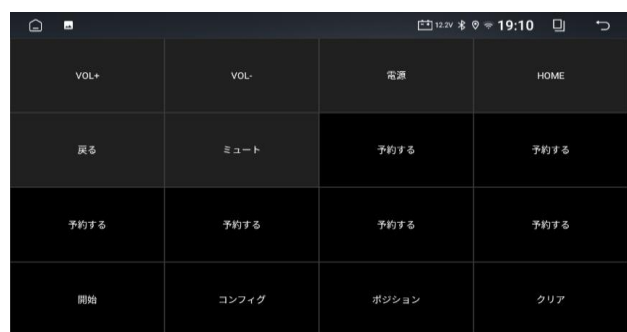 12.2V 19:10
VOL+ VOL- 電源 HOME
戻る ミュート 予約する 予約する
予約する 予約する 予約する 予約する
開始 コンフィグ ポジション クリア